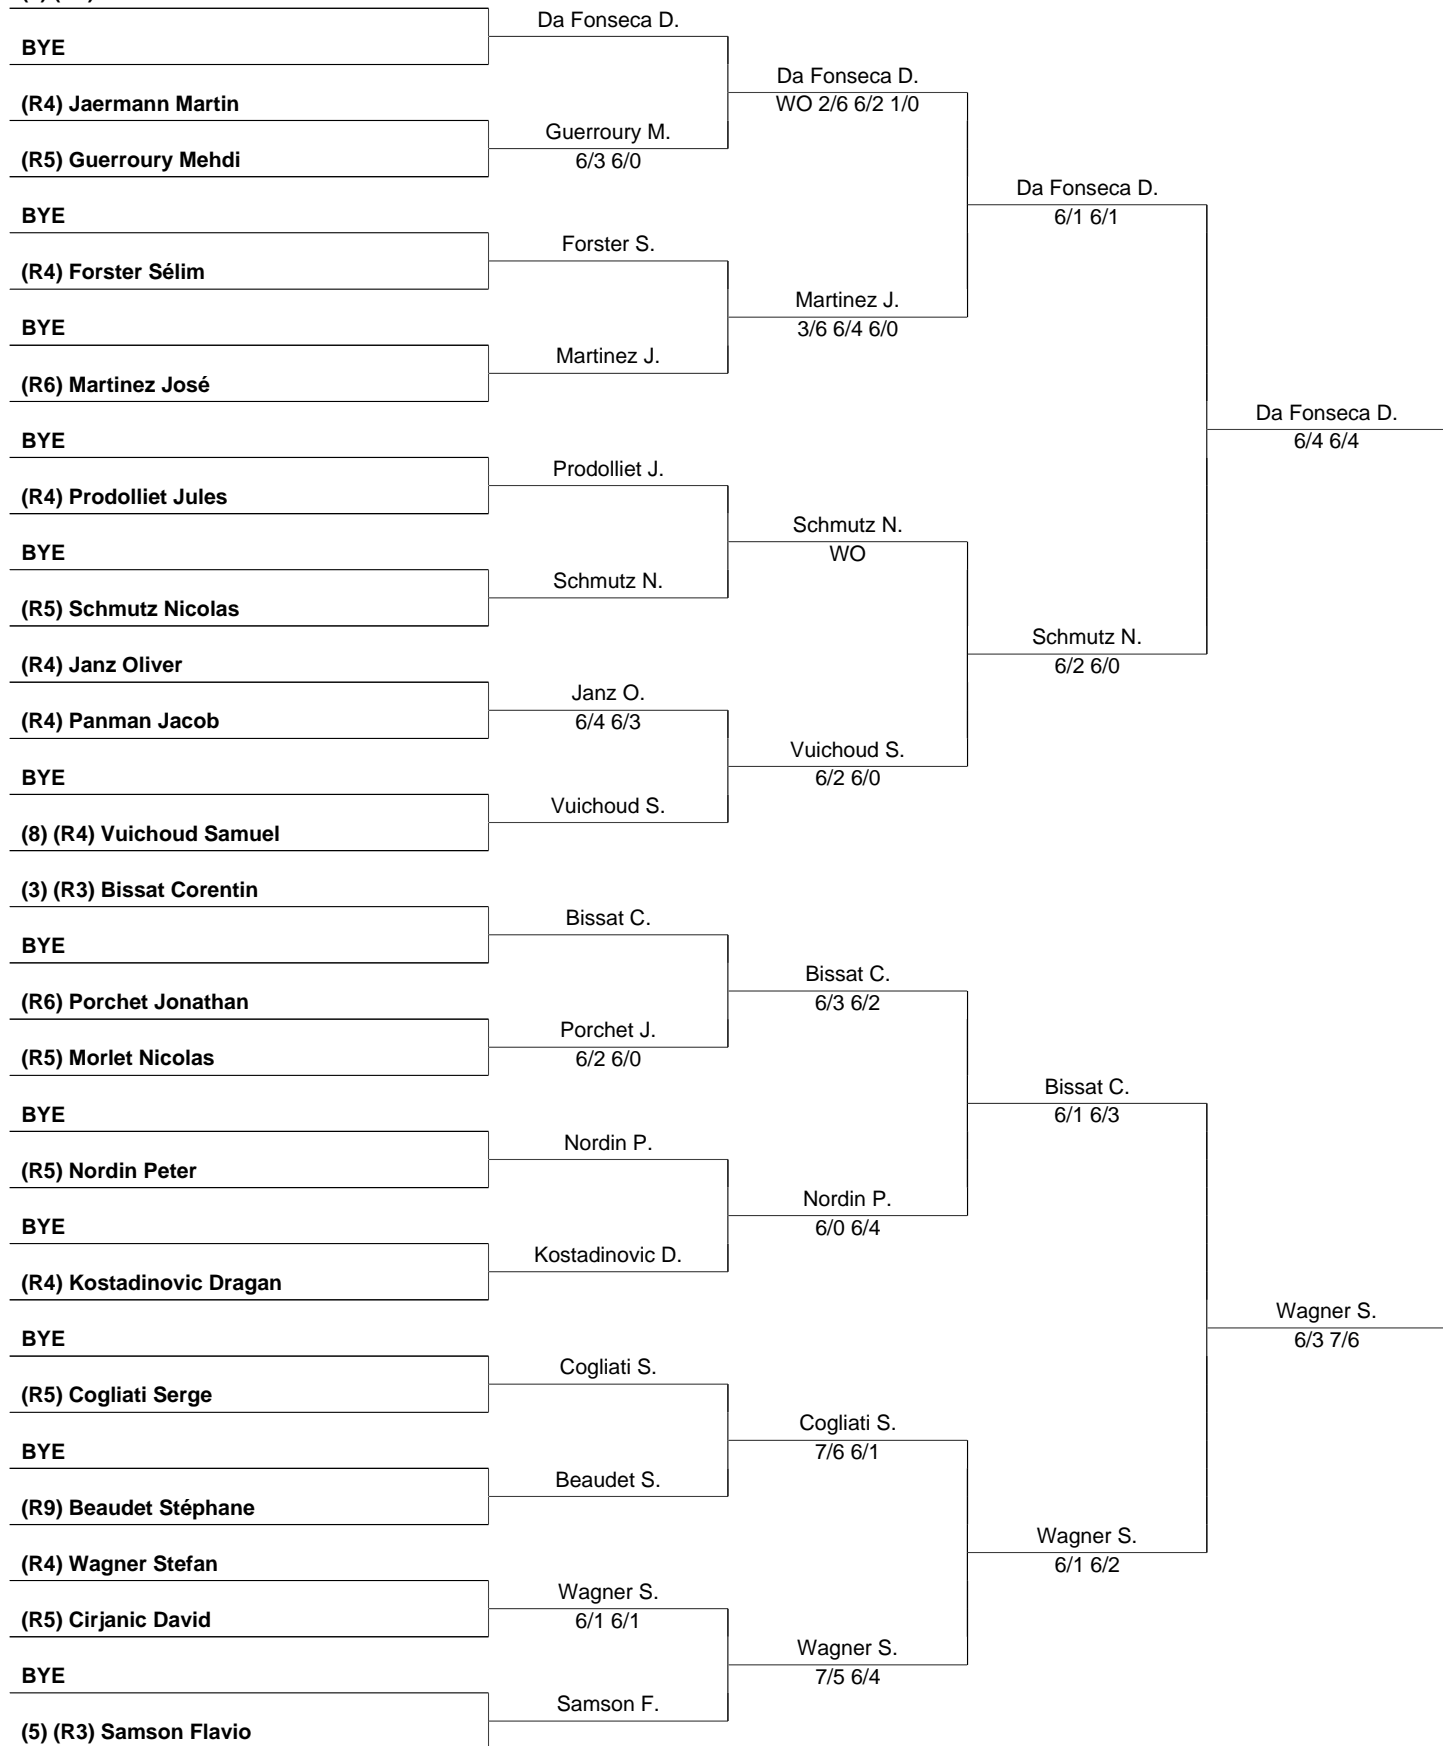 BYE
(R4) Jaermann Martin
(R5) Guerroury Mehdi
BYE
(R4) Forster Sélim
BYE
(R6) Martinez José
BYE
(R4) Prodolliet Jules
BYE
(R5) Schmutz Nicolas
(R4) Janz Oliver
(R4) Panman Jacob
BYE
(8) (R4) Vuichoud Samuel
(3) (R3) Bissat Corentin
BYE
(R6) Porchet Jonathan
(R5) Morlet Nicolas
BYE
(R5) Nordin Peter
BYE
(R4) Kostadinovic Dragan
BYE
(R5) Cogliati Serge
BYE
(R9) Beaudet Stéphane
(R4) Wagner Stefan
(R5) Cirjanic David
BYE
(5) (R3) Samson Flavio
Da Fonseca D.
Guerroury M.
6/3 6/0
Forster S.
Martinez J.
Prodolliet J.
Schmutz N.
Janz O.
6/4 6/3
Vuichoud S.
Bissat C.
Porchet J.
6/2 6/0
Nordin P.
Kostadinovic D.
Cogliati S.
Beaudet S.
Wagner S.
6/1 6/1
Samson F.
Da Fonseca D.
WO 2/6 6/2 1/0
Martinez J.
3/6 6/4 6/0
Schmutz N.
WO
Vuichoud S.
6/2 6/0
Bissat C.
6/3 6/2
Nordin P.
6/0 6/4
Cogliati S.
7/6 6/1
Wagner S.
7/5 6/4
Da Fonseca D.
6/1 6/1
Schmutz N.
6/2 6/0
Bissat C.
6/1 6/3
Wagner S.
6/1 6/2
Da Fonseca D.
6/4 6/4
Wagner S.
6/3 7/6